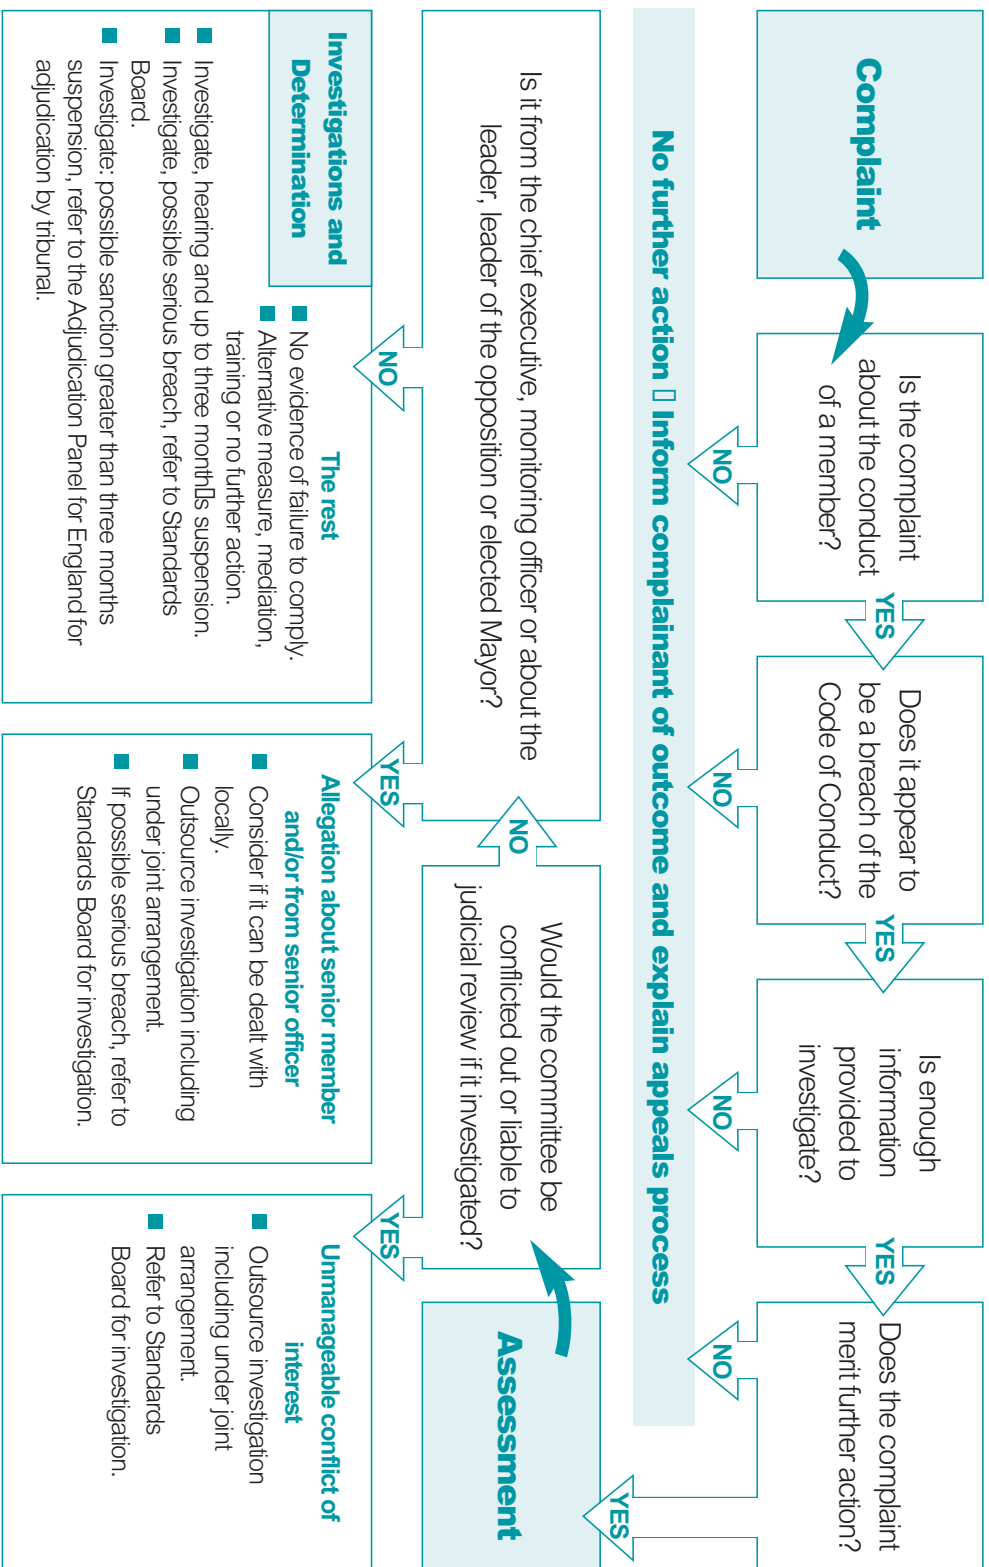 Complaint
Is the complaint
about the conduct
of a member?
YES
NO
Does it appear to
be a breach of the
Code of Conduct?
YES
NO
Is enough
information
provided to
investigate?
YES
NO
Does the complaint
merit further action?
NO
YES
No further action ▯ Inform complainant of outcome and explain appeals process
Assessment
Would the committee be
conflicted out or liable to
judicial review if it investigated?
NO
YES
Is it from the chief executive, monitoring officer or about the
leader, leader of the opposition or elected Mayor?
NO
YES
Investigations and
Determination
The rest
■ No evidence of failure to comply.
■ Alternative measure, mediation,
training or no further action.
■ Investigate, hearing and up to three month▯s suspension.
■ Investigate, possible serious breach, refer to Standards
Board.
■ Investigate: possible sanction greater than three months
suspension, refer to the Adjudication Panel for England for
adjudication by tribunal.
Allegation about senior member
and/or from senior officer
■ Consider if it can be dealt with
locally.
■ Outsource investigation including
under joint arrangement.
■ If possible serious breach, refer to
Standards Board for investigation.
Unmanageable conflict of
interest
■ Outsource investigation
including under joint
arrangement.
■ Refer to Standards
Board for investigation.